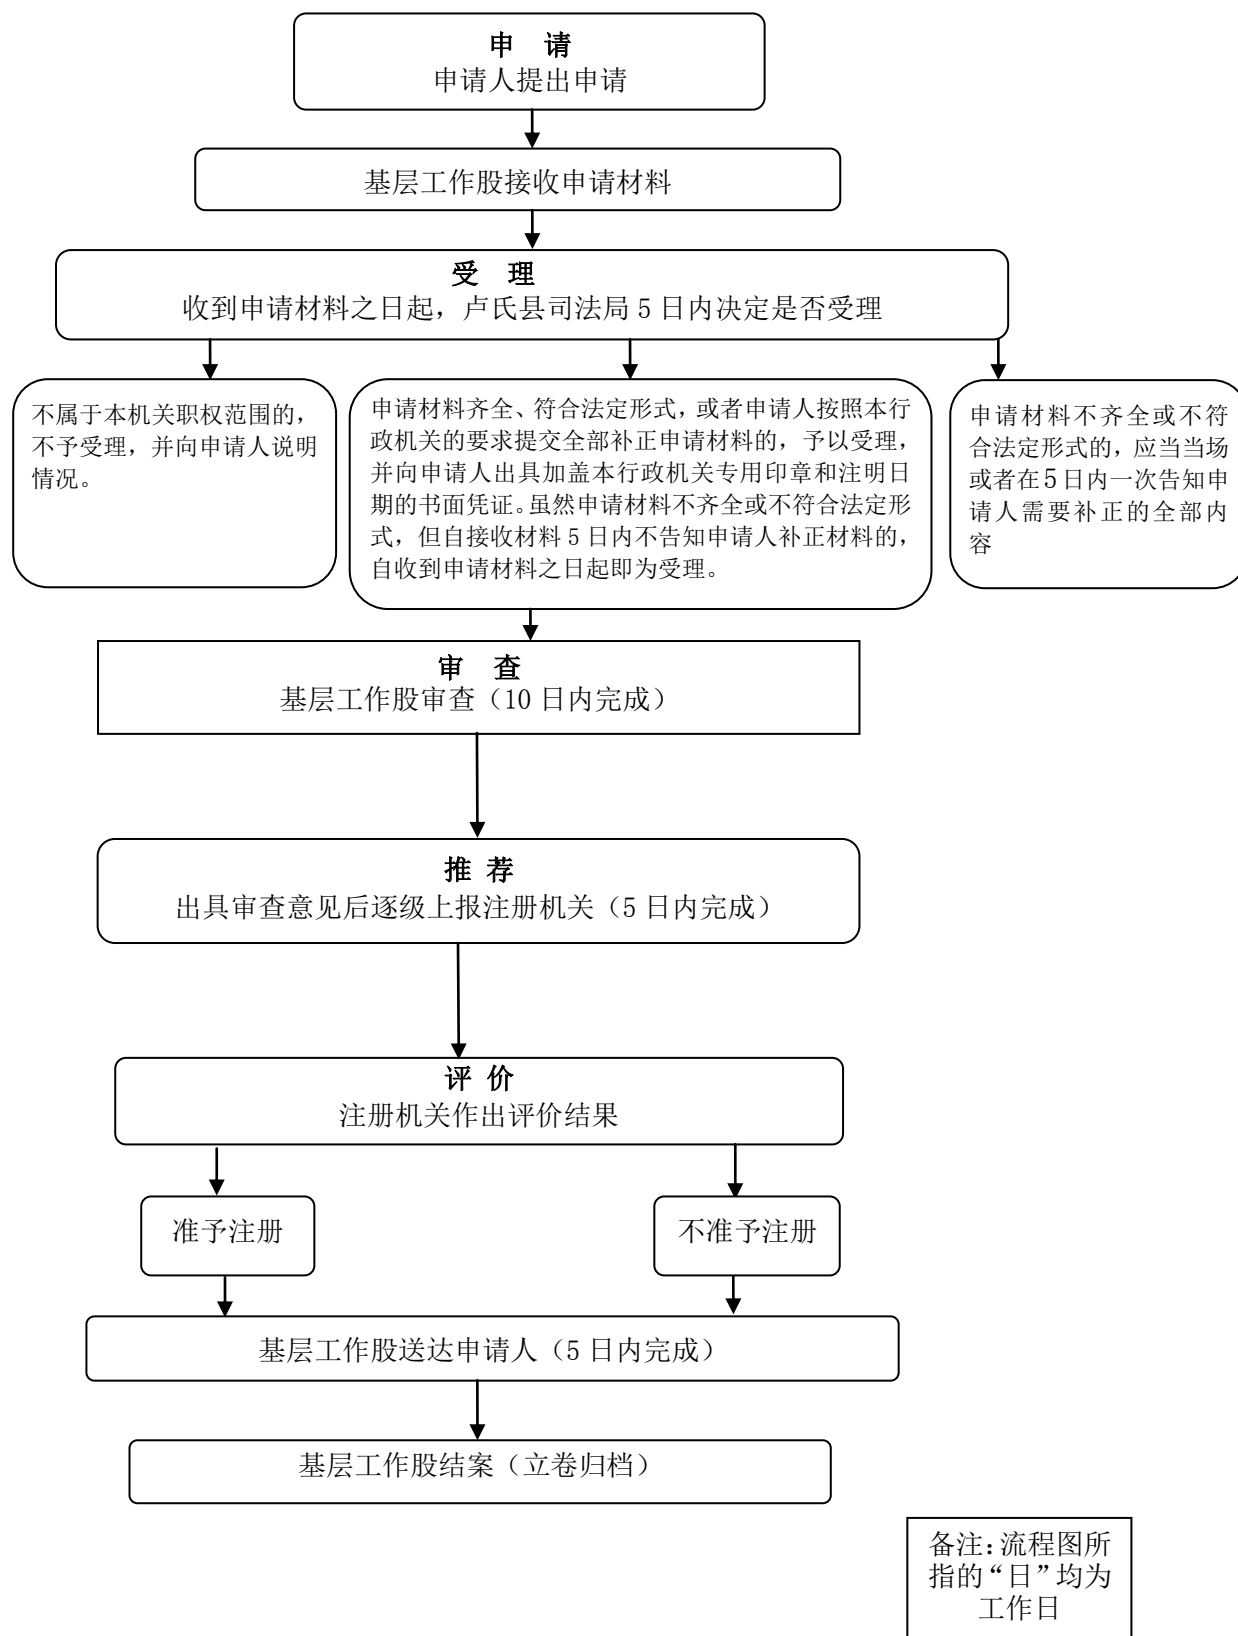 申 请
申请人提出申请
基层工作股接收申请材料
受 理
收到申请材料之日起，卢氏县司法局 5 日内决定是否受理
不属于本机关职权范围的，
不予受理，并向申请人说明
情况。
申请材料齐全、符合法定形式，或者申请人按照本行
政机关的要求提交全部补正申请材料的，予以受理，
并向申请人出具加盖本行政机关专用印章和注明日
期的书面凭证。虽然申请材料不齐全或不符合法定形
式，但自接收材料 5 日内不告知申请人补正材料的，
自收到申请材料之日起即为受理。
申请材料不齐全或不符
合法定形式的，应当当场
或者在 5 日内一次告知申
请人需要补正的全部内
容
审 查
基层工作股审查（10 日内完成）
推 荐
出具审查意见后逐级上报注册机关（5 日内完成）
评 价
注册机关作出评价结果
准予注册
不准予注册
基层工作股送达申请人（5 日内完成）
基层工作股结案（立卷归档）
备注：流程图所
指的“日”均为
工作日